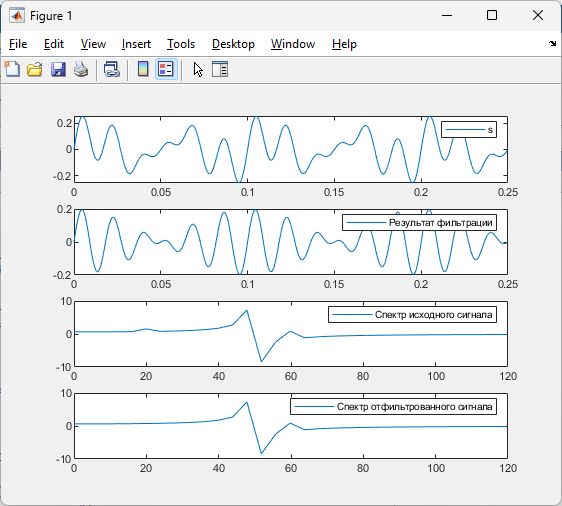 Figure 1
File Edit View Insert Tools Desktop Window Help
0.2
0
-0.2
s
0 0.05 0.1 0.15 0.2 0.25
0.2
0
-0.2
Результат фильтрации
0 0.05 0.1 0.15 0.2 0.25
10
0
-10
Спектр исходного сигнала
0 20 40 60 80 100 120
10
0
-10
Спектр отфильтрованного сигнала
0 20 40 60 80 100 120